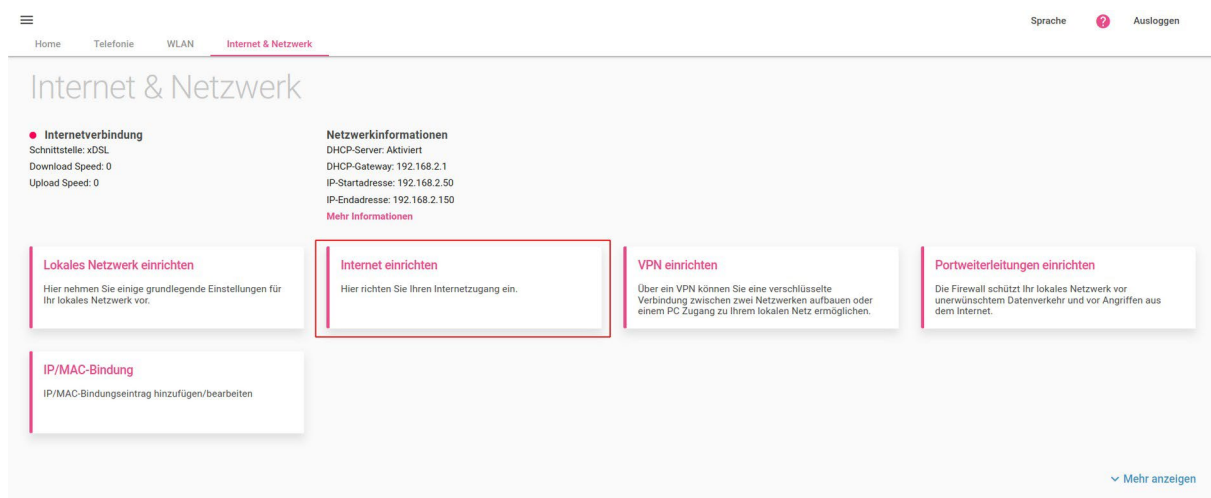 Sprache ? Ausloggen
Home Telefonie WLAN Internet & Netzwerk
Internet & Netzwerk
Internetverbindung
Schnittstelle: xDSL
Download Speed: 0
Upload Speed: 0
Netzwerkinformationen
DHCP-Server: Aktiviert
DHCP-Gateway: 192.168.2.1
IP-Startadresse: 192.168.2.50
IP-Endadresse: 192.168.2.150
Mehr Informationen
Lokales Netzwerk einrichten
Hier nehmen Sie einige grundlegende Einstellungen für
Ihr lokales Netzwerk vor.
Internet einrichten
Hier richten Sie Ihren Internetzugang ein.
VPN einrichten
Über ein VPN können Sie eine verschlüsselte
Verbindung zwischen zwei Netzwerken aufbauen oder
einem PC Zugang zu Ihrem lokalen Netz ermöglichen.
Portweiterleitungen einrichten
Die Firewall schützt Ihr lokales Netzwerk vor
unerwünschtem Datenverkehr und vor Angriffen aus
dem Internet.
IP/MAC-Bindung
IP/MAC-Bindungseintrag hinzufügen/bearbeiten
Mehr anzeigen